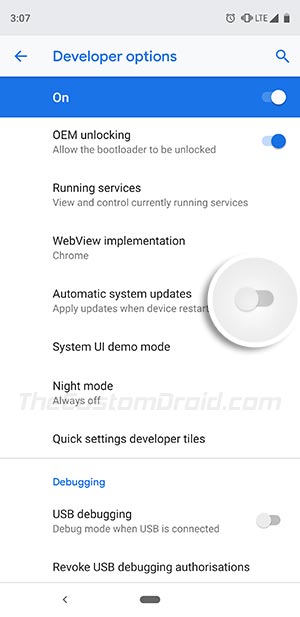 3:07
LTE
Developer options
On
OEM unlocking
Allow the bootloader to be unlocked
Running services
View and control currently running services
WebView implementation
Chrome
Automatic system updates
Apply updates when device restart
System UI demo mode
Night mode
Always off
TheCustomDroid.com
Quick settings developer tiles
Debugging
USB debugging
Debug mode when USB is connected
Revoke USB debugging authorisations